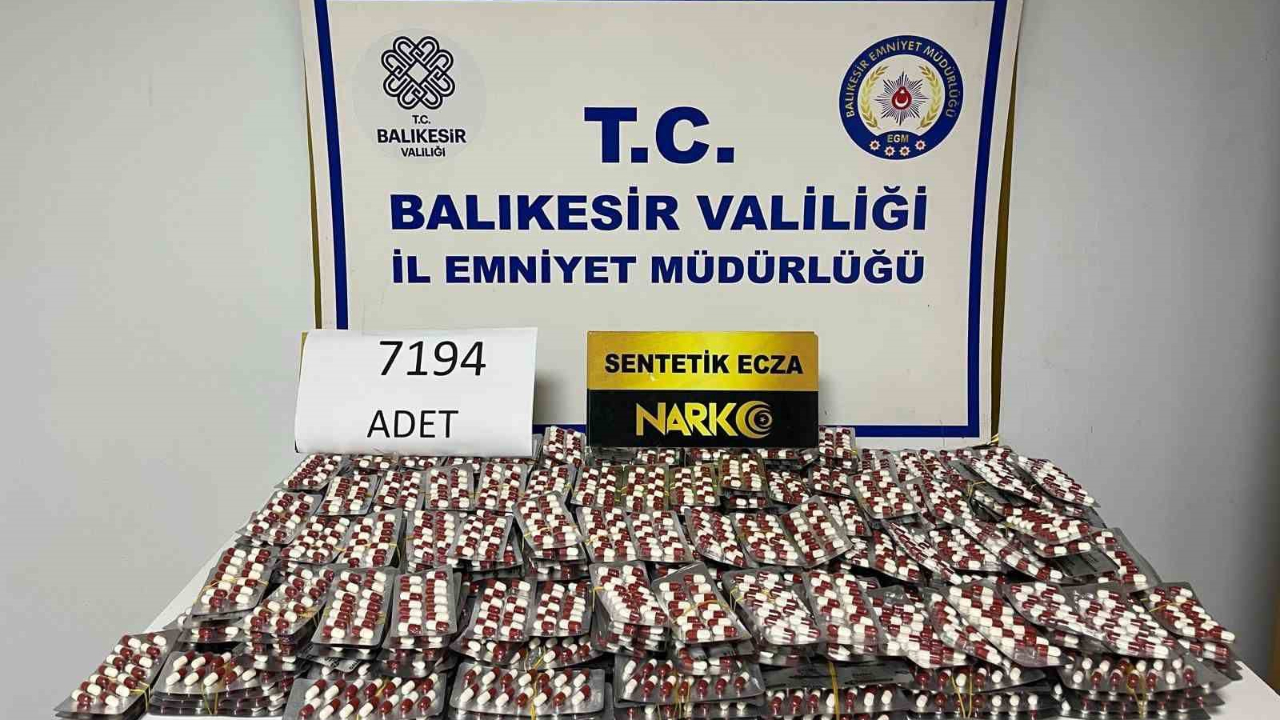 T.C.
BALIKESİR
VALİLİĞİ
BALIKESİR EMNİYET MÜDÜRLÜĞÜ
EGM
T.C.
BALIKESİR VALİLİĞİ
İL EMNİYET MÜDÜRLÜĞÜ
7194
ADET
SENTETİK ECZA
NARKO